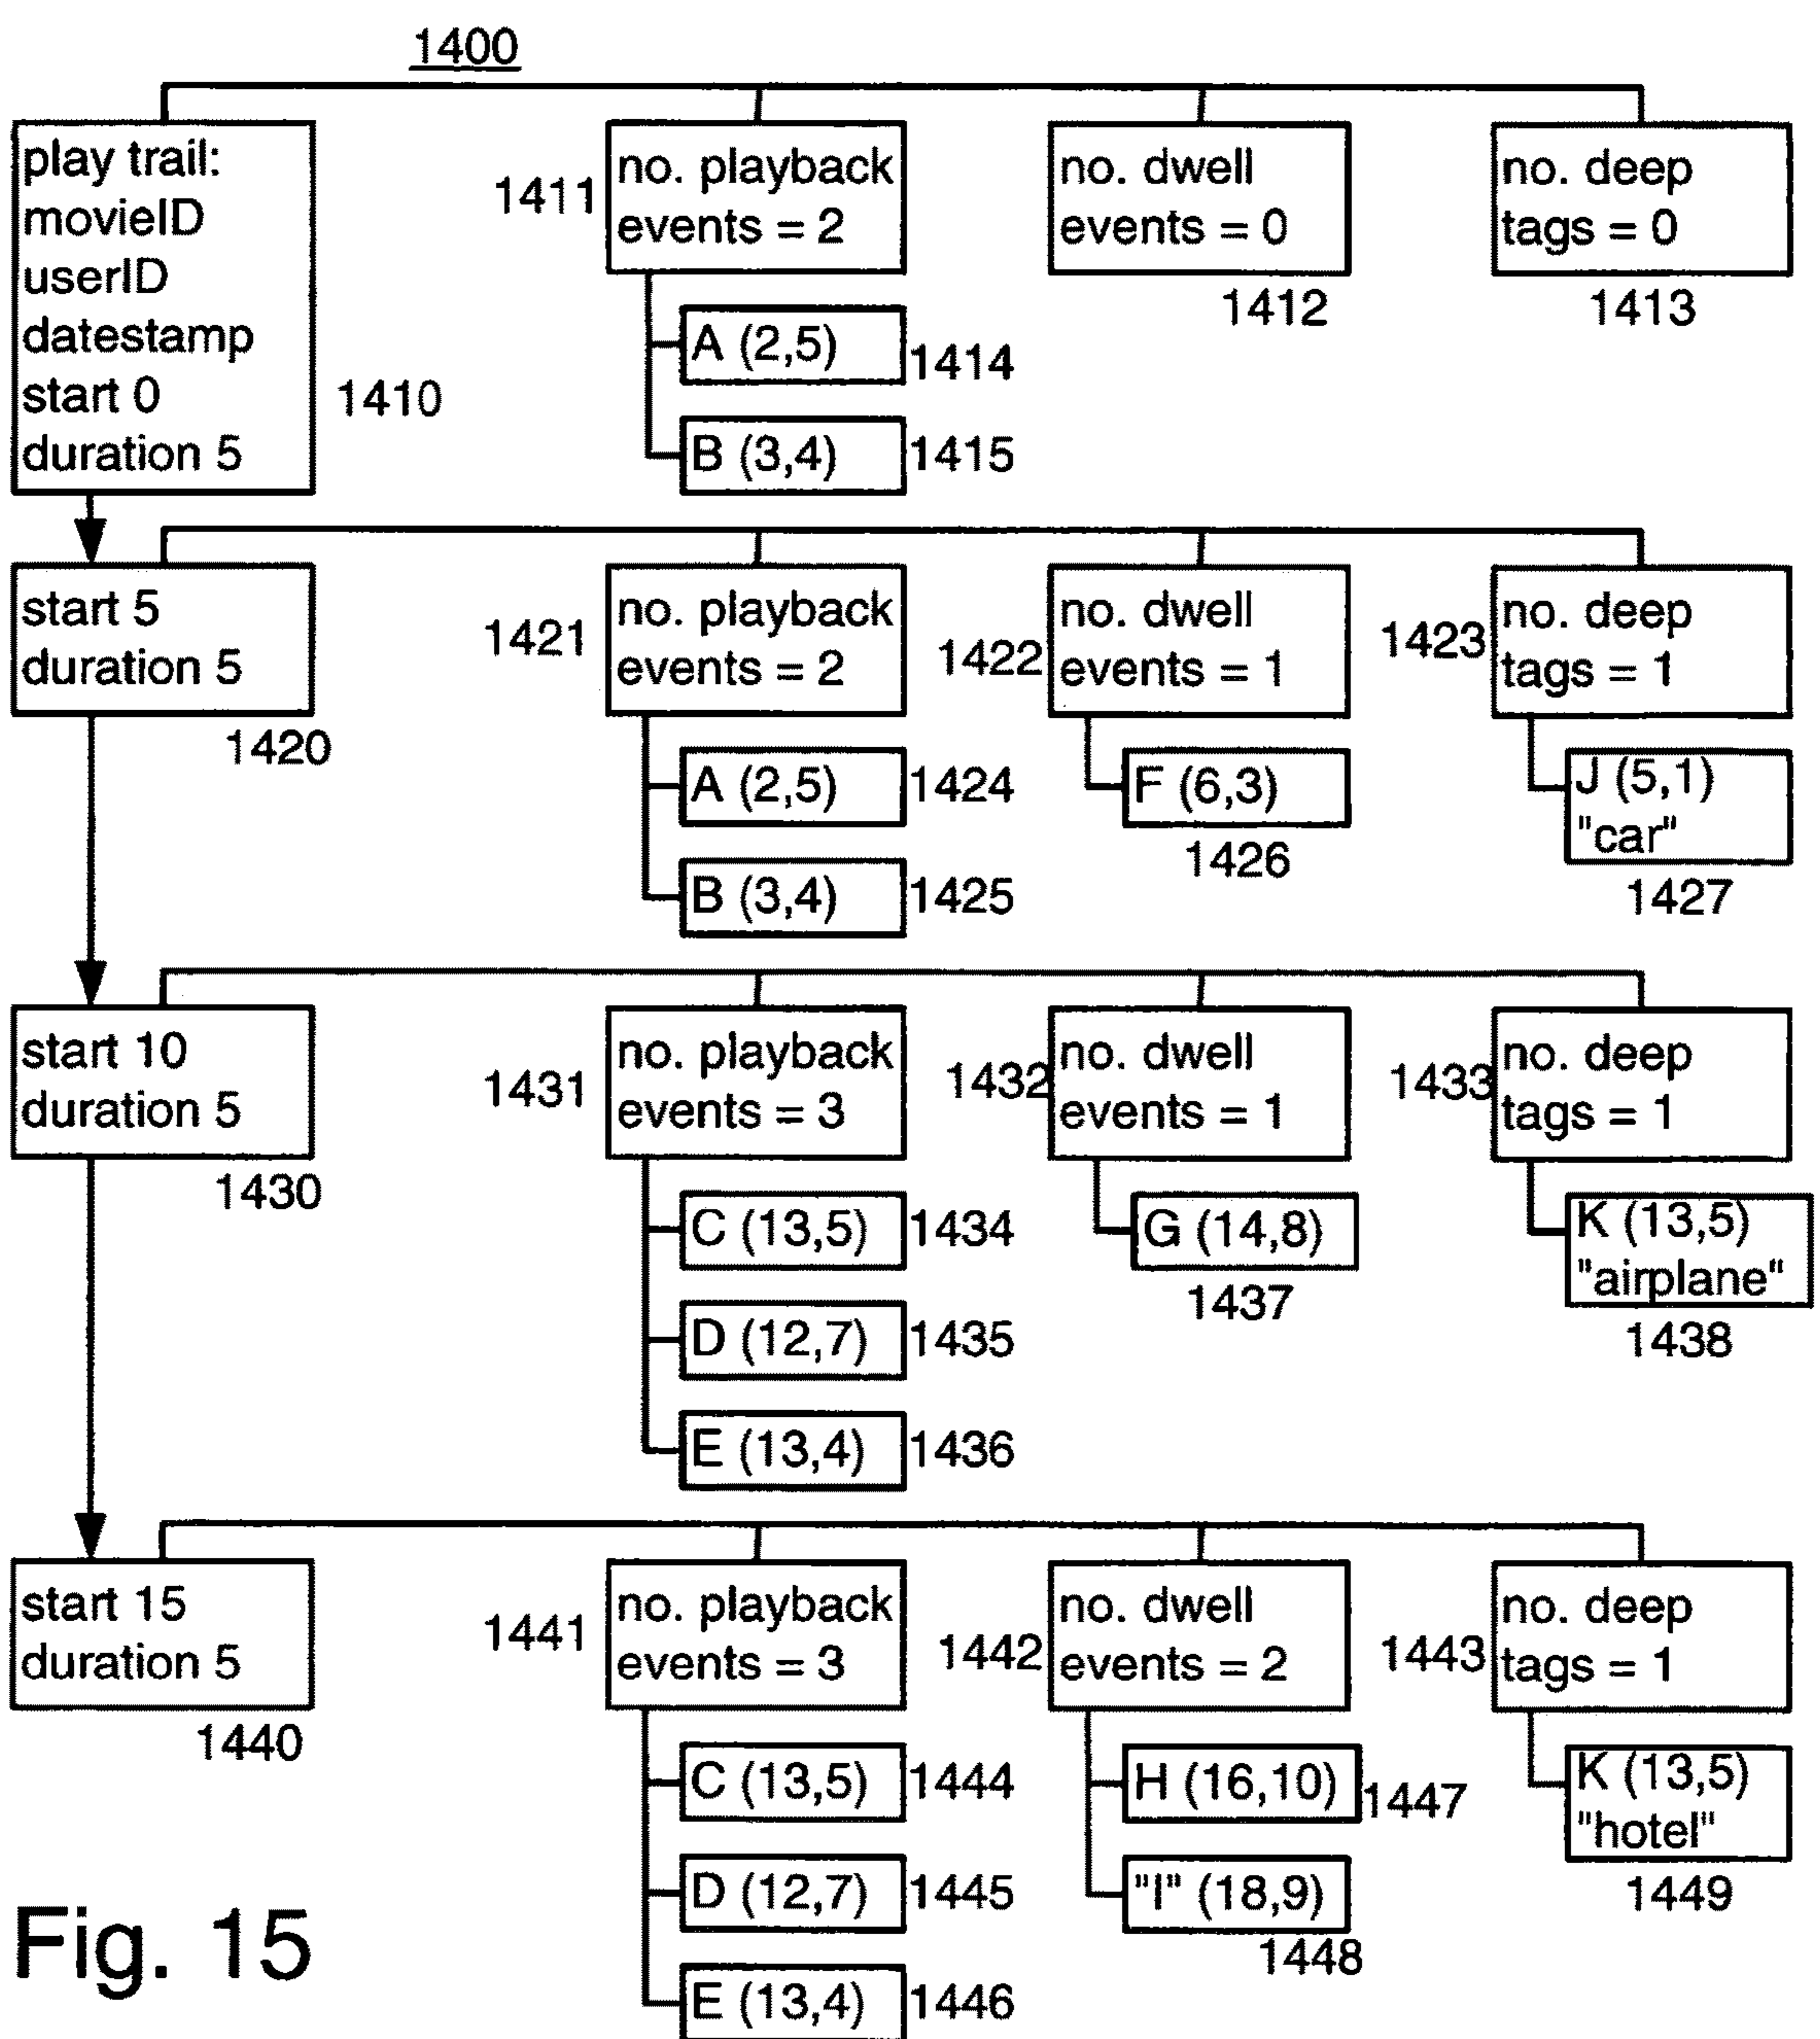 1400
play trail:
movieID
userID
datestamp
start 0
duration 5
1410
1411
no. playback
events = 2
A (2,5)
1414
B (3,4)
1415
no. dwell
events = 0
1412
no. deep
tags = 0
1413
start 5
duration 5
1420
1421
no. playback
events = 2
A (2,5)
1424
B (3,4)
1425
1422
no. dwell
events = 1
F (6,3)
1426
1423
no. deep
tags = 1
J (5,1)
"car"
1427
start 10
duration 5
1430
1431
no. playback
events = 3
C (13,5)
1434
D (12,7)
1435
E (13,4)
1436
1432
no. dwell
events = 1
G (14,8)
1437
1433
no. deep
tags = 1
K (13,5)
"airplane"
1438
start 15
duration 5
1440
1441
no. playback
events = 3
C (13,5)
1444
D (12,7)
1445
E (13,4)
1446
1442
no. dwell
events = 2
H (16,10)
1447
"I" (18,9)
1448
1443
no. deep
tags = 1
K (13,5)
"hotel"
1449
Fig. 15